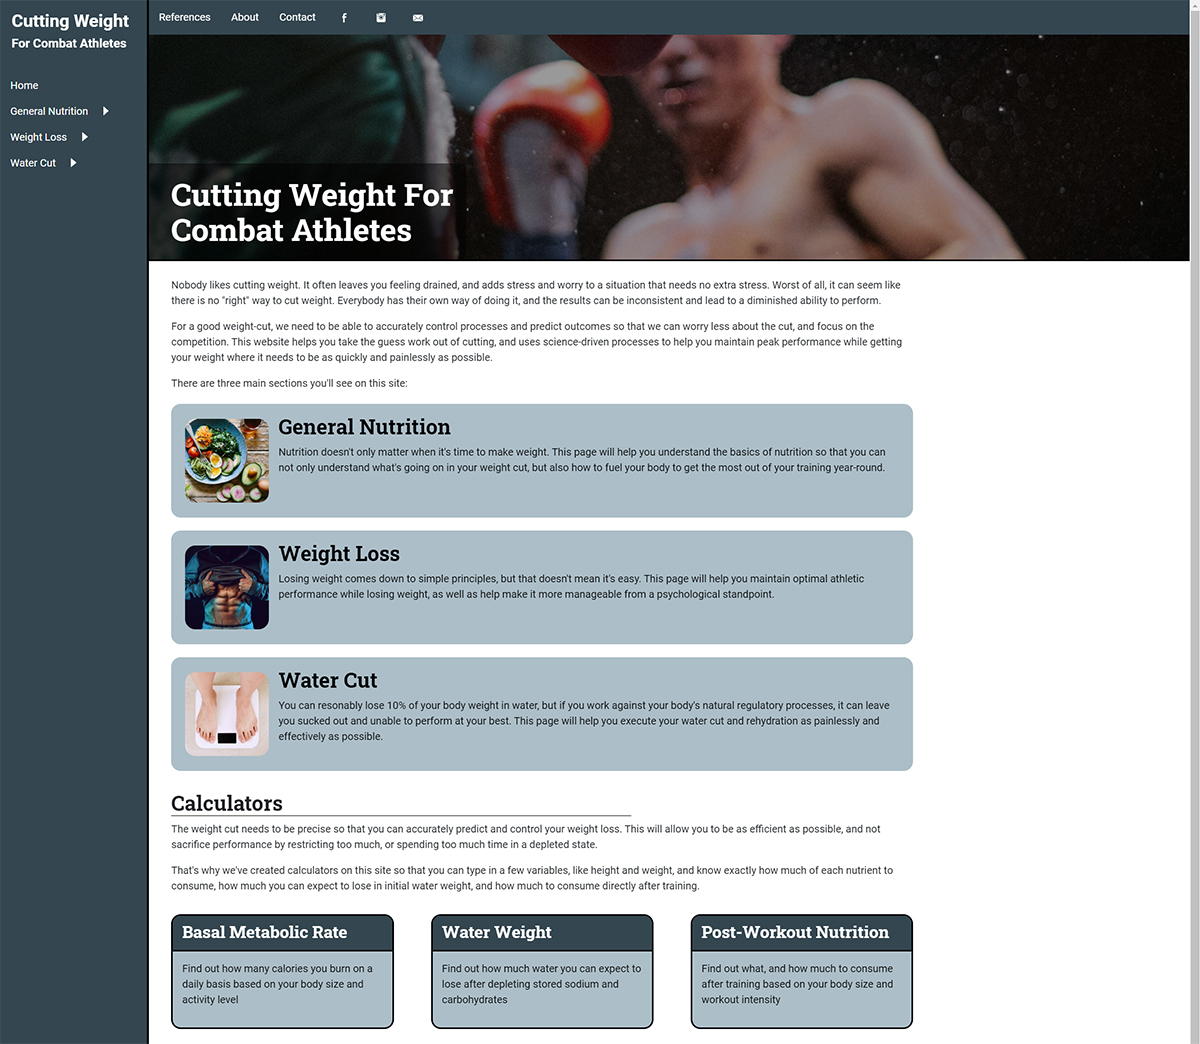 Cutting Weight
For Combat Athletes
Home
General Nutrition
Weight Loss
Water Cut
References About Contact
Cutting Weight For
Combat Athletes
Nobody likes cutting weight. It often leaves you feeling drained, and adds stress and worry to a situation that needs no extra stress. Worst of all, it can seem like
there is no "right" way to cut weight. Everybody has their own way of doing it, and the results can be inconsistent and lead to a diminished ability to perform.
For a good weight-cut, we need to be able to accurately control processes and predict outcomes so that we can worry less about the cut, and focus on the
competition. This website helps you take the guess work out of cutting, and uses science-driven processes to help you maintain peak performance while getting
your weight where it needs to be as quickly and painlessly as possible.
There are three main sections you'll see on this site:
General Nutrition
Nutrition doesn't only matter when it's time to make weight. This page will help you understand the basics of nutrition so that you can
not only understand what's going on in your weight cut, but also how to fuel your body to get the most out of your training year-round.
Weight Loss
Losing weight comes down to simple principles, but that doesn't mean it's easy. This page will help you maintain optimal athletic
performance while losing weight, as well as help make it more manageable from a psychological standpoint.
Water Cut
You can resonably lose 10% of your body weight in water, but if you work against your body's natural regulatory processes, it can leave
you sucked out and unable to perform at your best. This page will help you execute your water cut and rehydration as painlessly and
effectively as possible.
Calculators
The weight cut needs to be precise so that you can accurately predict and control your weight loss. This will allow you to be as efficient as possible, and not
sacrifice performance by restricting too much, or spending too much time in a depleted state.
That's why we've created calculators on this site so that you can type in a few variables, like height and weight, and know exactly how much of each nutrient to
consume, how much you can expect to lose in initial water weight, and how much to consume directly after training.
Basal Metabolic Rate
Find out how many calories you burn on a
daily basis based on your body size and
activity level
Water Weight
Find out how much water you can expect to
lose after depleting stored sodium and
carbohydrates
Post-Workout Nutrition
Find out what, and how much to consume
after training based on your body size and
workout intensity